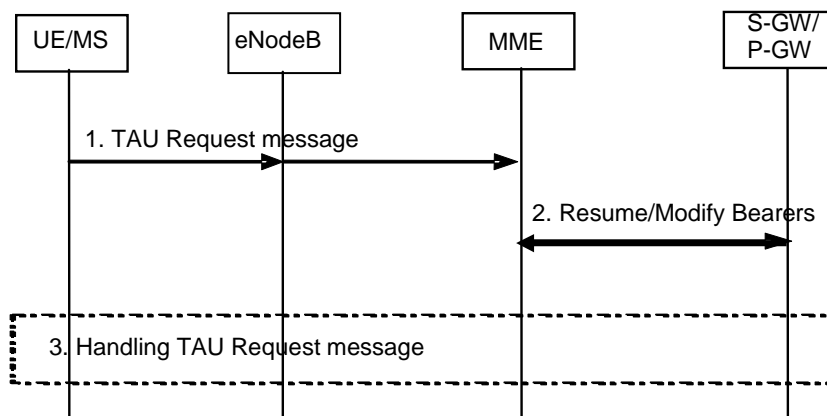 UE/MS
eNodeB
MME
S-GW/
P-GW
1. TAU Request message
2. Resume/Modify Bearers
3. Handling TAU Request message